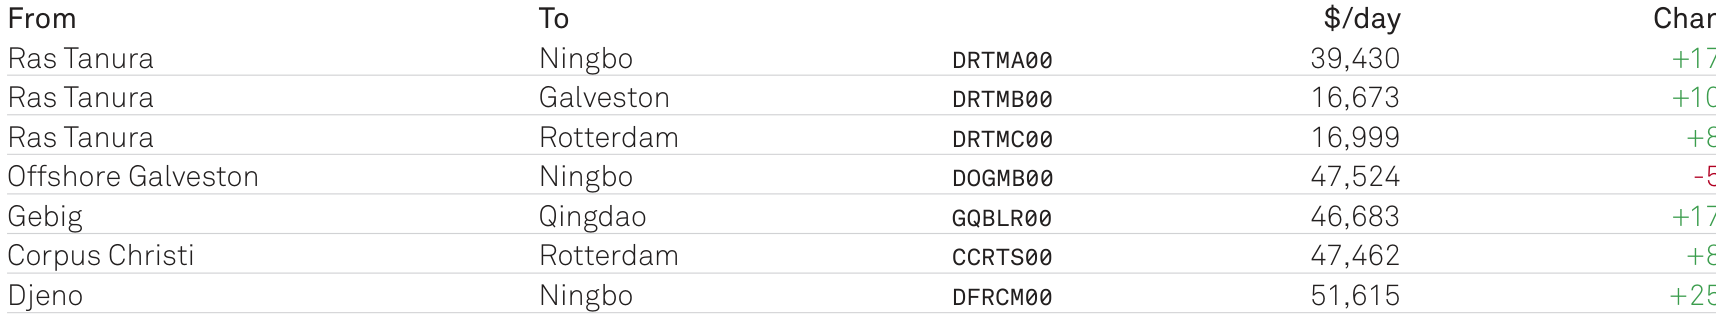 From To $/day Chan
Ras Tanura Ningbo DRTMA00 39,430 +17
Ras Tanura Galveston DRTMB00 16,673 +10
Ras Tanura Rotterdam DRTMC00 16,999 +8
Offshore Galveston Ningbo DOGMB00 47,524 -5
Gebig Qingdao GQBLR00 46,683 +17
Corpus Christi Rotterdam CCRTS00 47,462 +8
Djeno Ningbo DFRCM00 51,615 +25